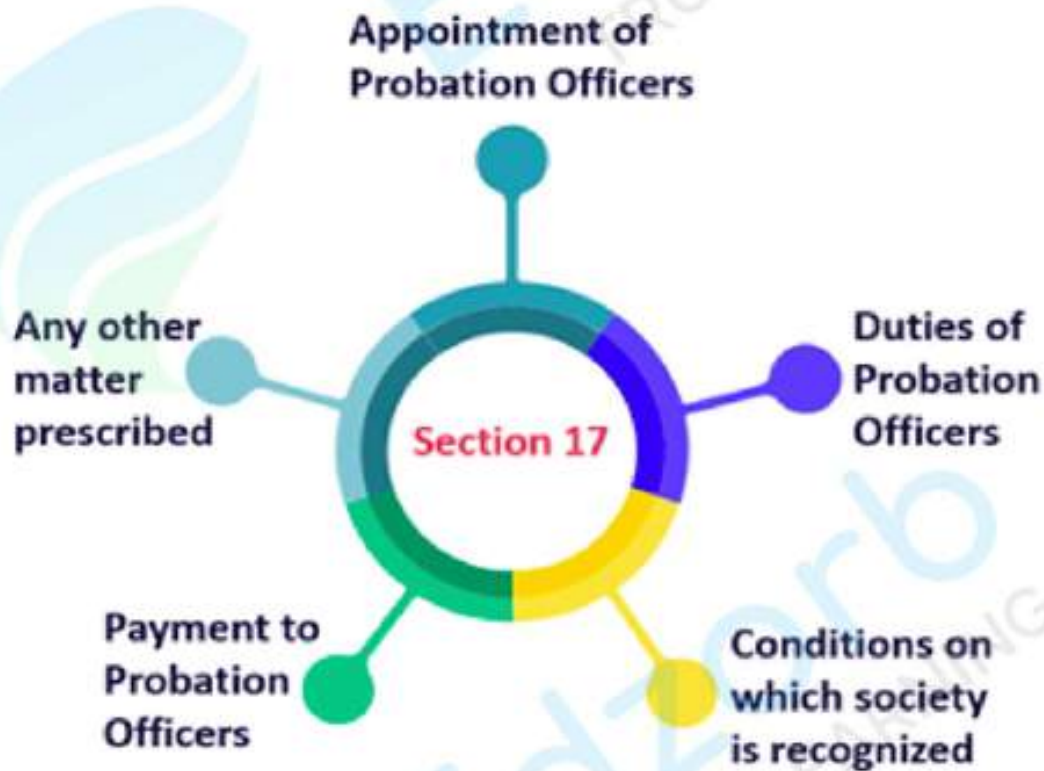 Appointment of
Probation Officers
Any other
matter
prescribed
Section 17
Duties of
Probation
Officers
Payment to
Probation
Officers
Conditions on
which society
is recognized